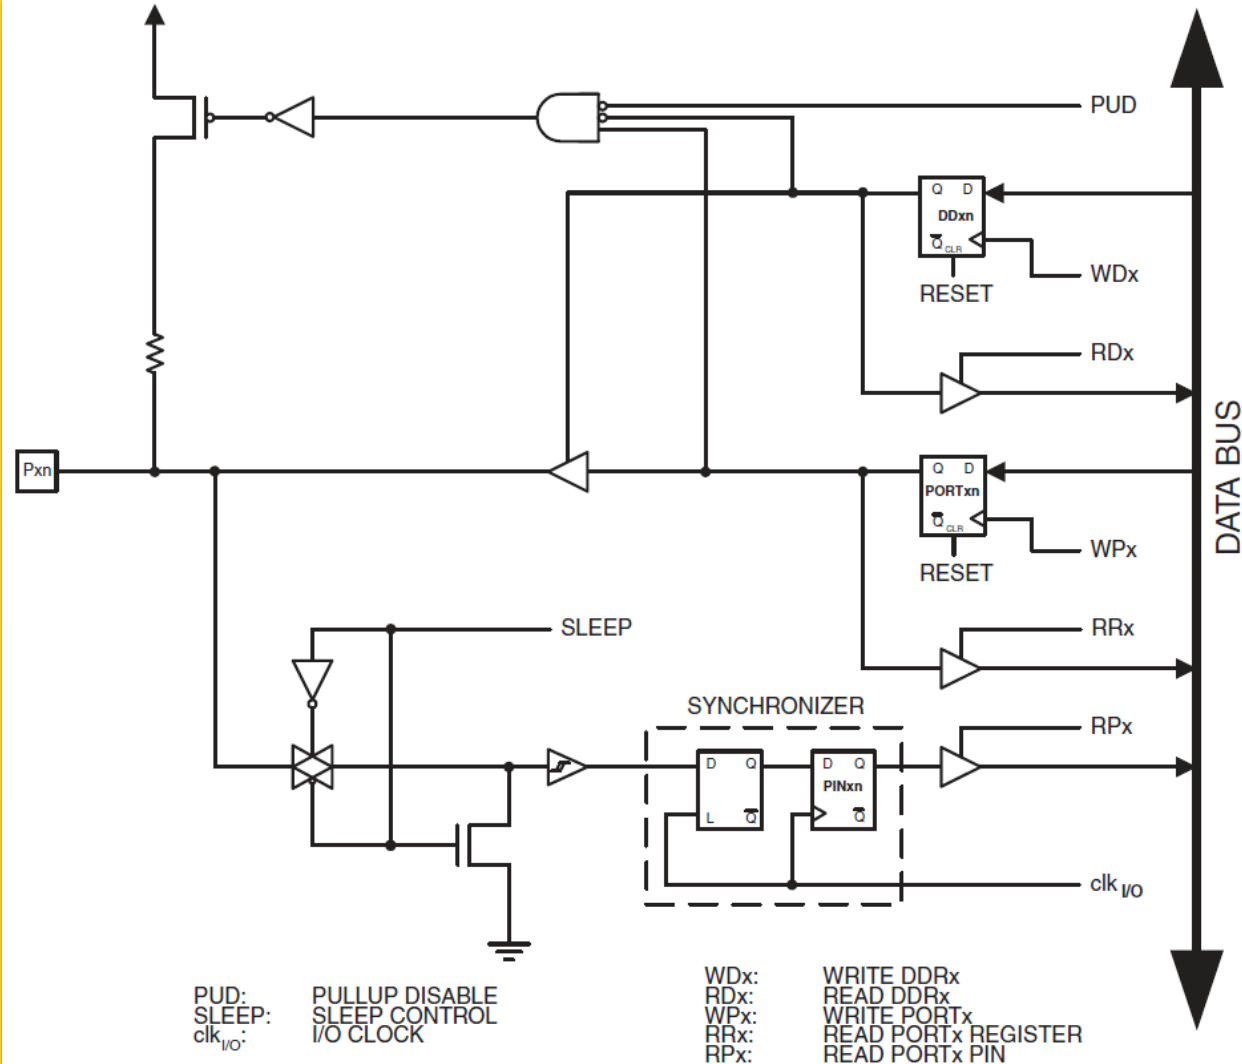 PUD
Q D
DDxn
Q CLR
WDx
RESET
RDx
DATA BUS
Pxn
Q D
PORTxn
Q CLR
WPx
RESET
SLEEP
RRx
SYNCHRONIZER
RPx
D Q
L Q
D Q
PINxn
Q
clk I/O
PUD: PULLUP DISABLE
SLEEP: SLEEP CONTROL
clk I/O: I/O CLOCK
WDx: WRITE DDRx
RDx: READ DDRx
WPx: WRITE PORTx
RRx: READ PORTx REGISTER
RPx: READ PORTx PIN